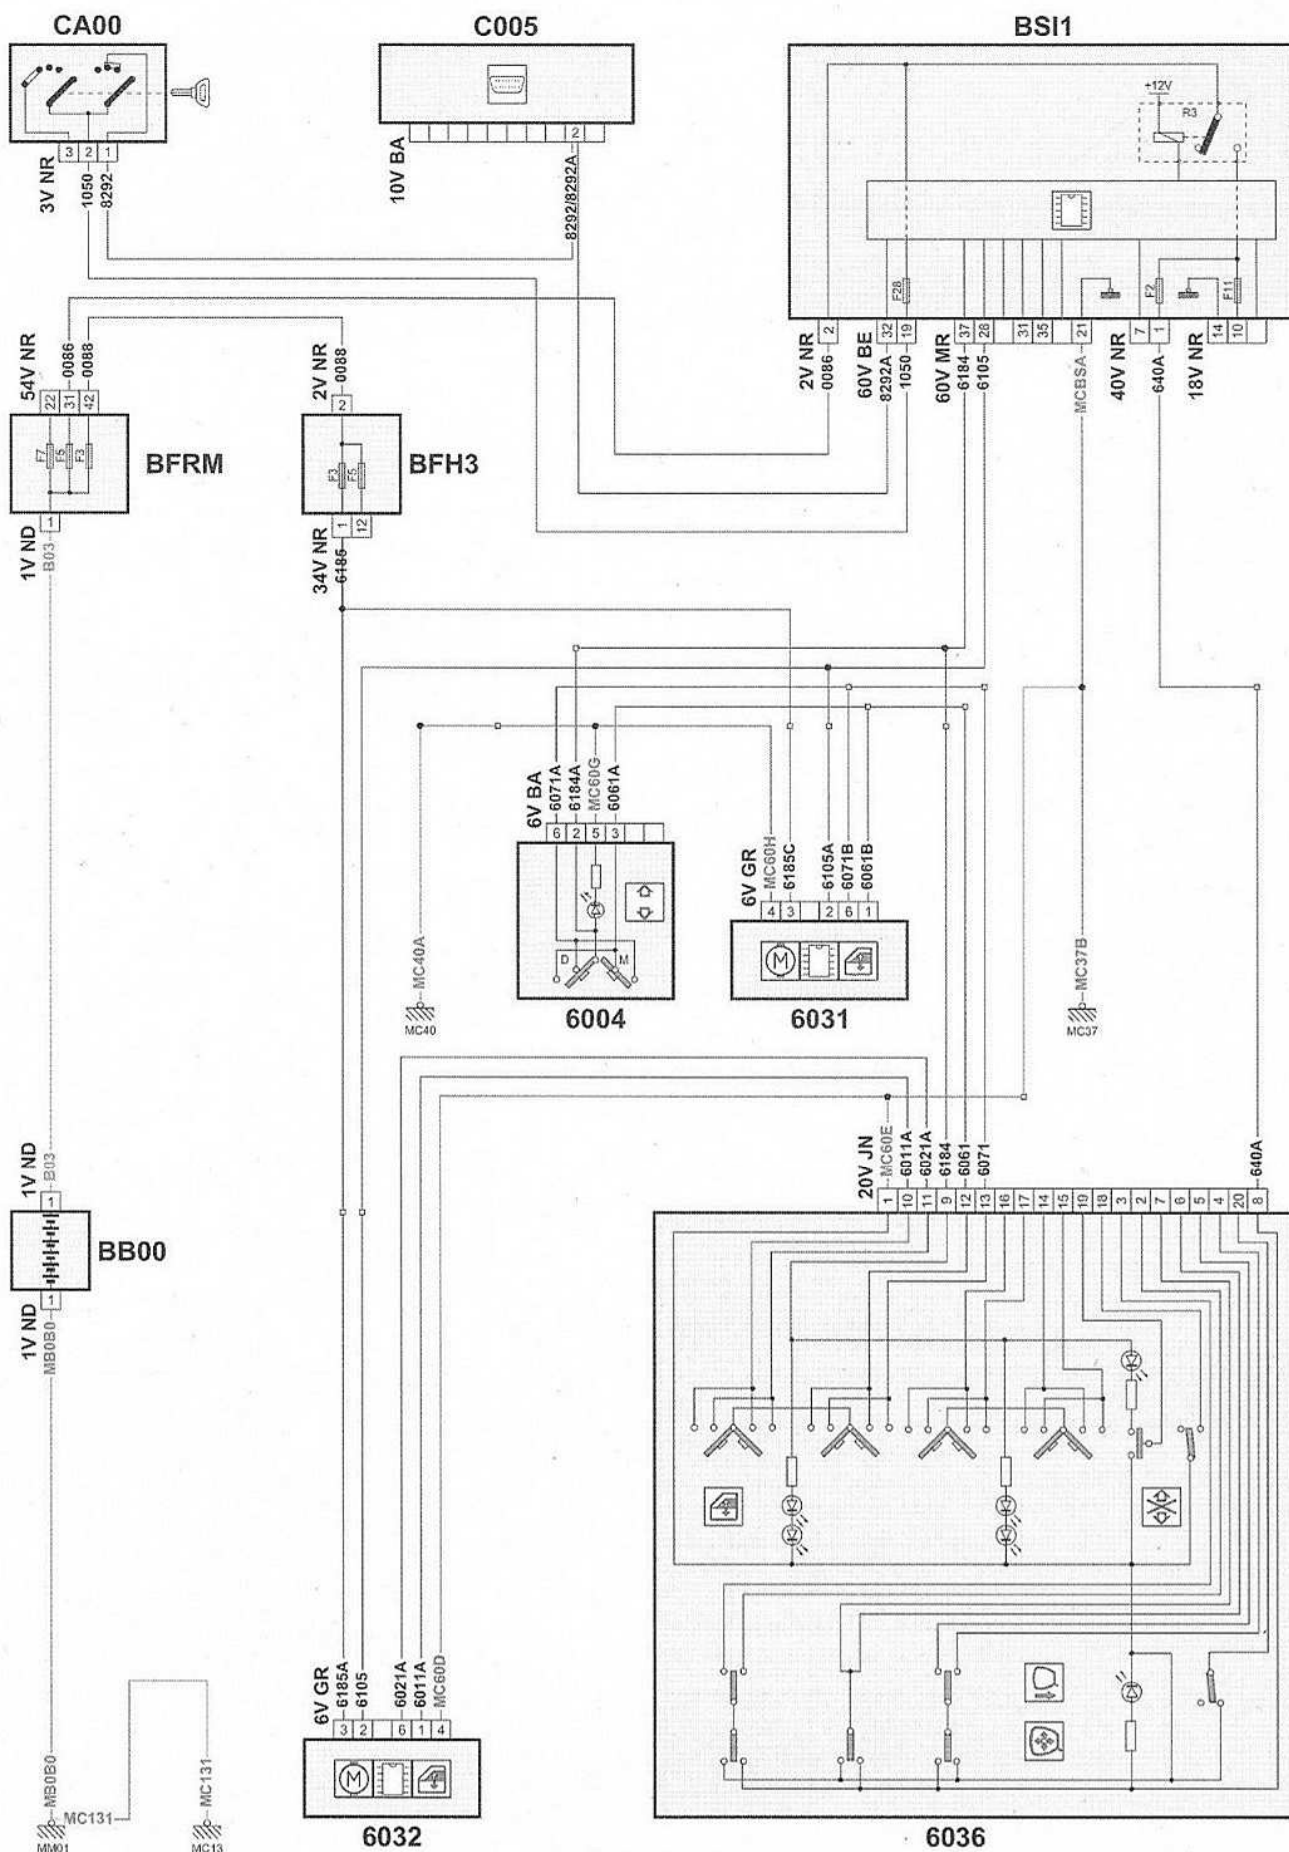 CA00
C005
BSI1
+12V
R3
3 2 1
3V NR
1050
8292
2
10V BA
8292/8292A
F28
F2
F11
2
32 19
37 28 31 35 21
7 1
14 10
2V NR
0086
60V BE
8292A
1050
60V MR
6184
6105
MCBSA
40V NR
640A
18V NR
54V NR
0086
0088
22 31 42
F7
F5
F3
BFRM
1
1V ND
B03
2V NR
0088
2
F3
F5
BFH3
1 12
34V NR
6185
6V BA
6071A
6184A
MC60G
6061A
6 2 5 3
D
M
6004
6V GR
MC60H
6185C
6105A
6071B
6061B
4 3 2 6 1
M
6031
MC40A
MC40
MC37B
MC37
1V ND
B03
1
BB00
1
1V ND
MB0B0
20V JN
MC60E
6011A
6021A
6184
6061
6071
640A
1 10 11 9 12 13 16 17 14 15 19 18 3 2 7 6 5 4 20 8
6V GR
6185A
6105
6021A
6011A
MC60D
3 2 6 1 4
M
6032
6036
MB0B0
MC131
MC131
MM01
MC13